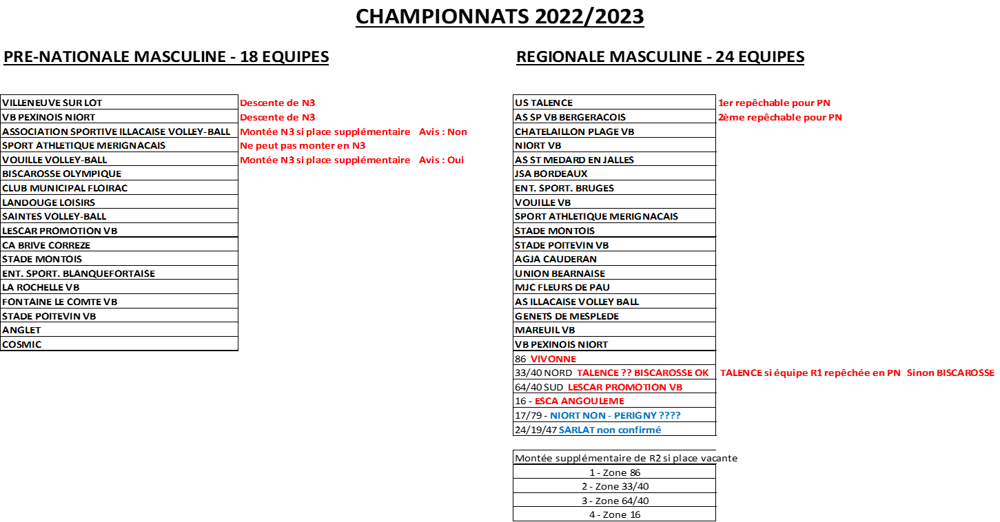 CHAMPIONNATS 2022/2023
PRE-NATIONALE MASCULINE - 18 EQUIPES
VILLENEUVE SUR LOT Descente de N3
VB PEXINOIS NIORT Descente de N3
ASSOCIATION SPORTIVE ILLACAISE VOLLEY-BALL Montée N3 si place supplémentaire Avis : Non
SPORT ATHLETIQUE MERIGNACAIS Ne peut pas monter en N3
VOUILLE VOLLEY-BALL Montée N3 si place supplémentaire Avis : Oui
BISCAROSSE OLYMPIQUE
CLUB MUNICIPAL FLOIRAC
LANDOUGE LOISIRS
SAINTES VOLLEY-BALL
LESCAR PROMOTION VB
CA BRIVE CORREZE
STADE MONTOIS
ENT. SPORT. BLANQUEFORTAISE
LA ROCHELLE VB
FONTAINE LE COMTE VB
STADE POITEVIN VB
ANGLET
COSMIC
REGIONALE MASCULINE - 24 EQUIPES
US TALENCE 1er repêchable pour PN
AS SP VB BERGERACOIS 2ème repêchable pour PN
CHATELAILLON PLAGE VB
NIORT VB
AS ST MEDARD EN JALLES
JSA BORDEAUX
ENT. SPORT. BRUGES
VOUILLE VB
SPORT ATHLETIQUE MERIGNACAIS
STADE MONTOIS
STADE POITEVIN VB
AGJA CAUDERAN
UNION BEARNAISE
MJC FLEURS DE PAU
AS ILLACAISE VOLLEY BALL
GENETS DE MESPLEDE
MAREUIL VB
VB PEXINOIS NIORT
86 VIVONNE
33/40 NORD TALENCE ?? BISCAROSSE OK TALENCE si équipe R1 repêchée en PN Sinon BISCAROSSE
64/40 SUD LESCAR PROMOTION VB
16 - ESCA ANGOULEME
17/79 - NIORT NON - PERIGNY ????
24/19/47 SARLAT non confirmé
Montée supplémentaire de R2 si place vacante
1 - Zone 86
2 - Zone 33/40
3 - Zone 64/40
4 - Zone 16